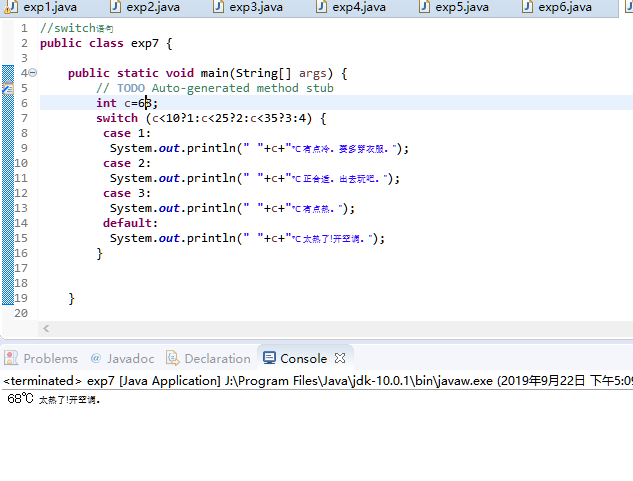 exp1.java exp2.java exp3.java exp4.java exp5.java exp6.java
1 //switch语句
2 public class exp7 {
3
4 public static void main(String[] args) {
5 // TODO Auto-generated method stub
6 int c=68;
7 switch (c<10?1:c<25?2:c<35?3:4) {
8 case 1:
9 System.out.println(" "+c+"℃有点冷。要多穿衣服。");
10 case 2:
11 System.out.println(" "+c+"℃正合适。出去玩吧。");
12 case 3:
13 System.out.println(" "+c+"℃有点热。");
14 default:
15 System.out.println(" "+c+"℃太热了!开空调。");
16 }
17
18
19 }
20
Problems @ Javadoc Declaration Console
<terminated> exp7 [Java Application] J:\Program Files\Java\jdk-10.0.1\bin\javaw.exe (2019年9月22日 下午5:09
68℃太热了!开空调。